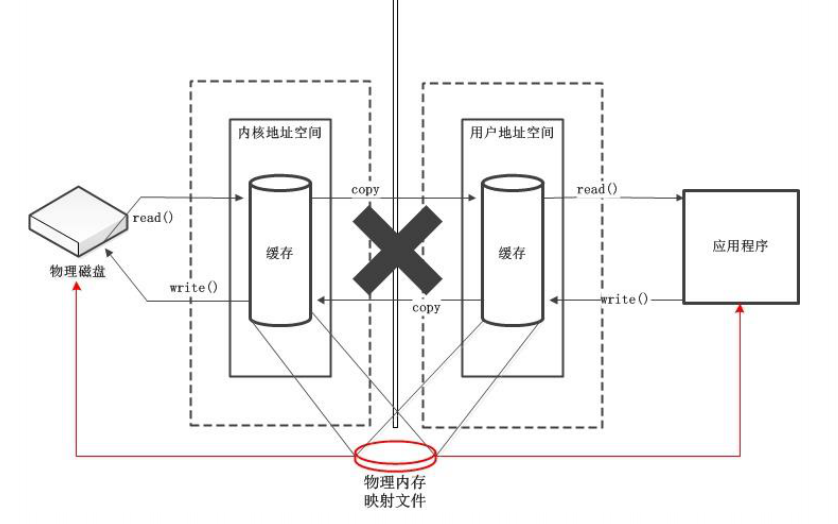 内核地址空间
用户地址空间
copy
read()
read()
缓存
缓存
应用程序
物理磁盘
write()
copy
write()
物理内存
映射文件